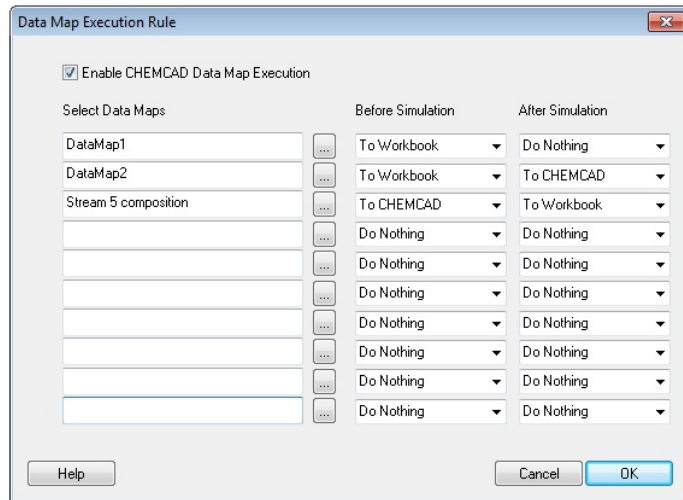 Data Map Execution Rule
Enable CHEMCAD Data Map Execution
Select Data Maps Before Simulation After Simulation
DataMap1 ... To Workbook Do Nothing
DataMap2 ... To Workbook To CHEMCAD
Stream 5 composition ... To CHEMCAD To Workbook
... Do Nothing Do Nothing
... Do Nothing Do Nothing
... Do Nothing Do Nothing
... Do Nothing Do Nothing
... Do Nothing Do Nothing
... Do Nothing Do Nothing
... Do Nothing Do Nothing
Help Cancel OK